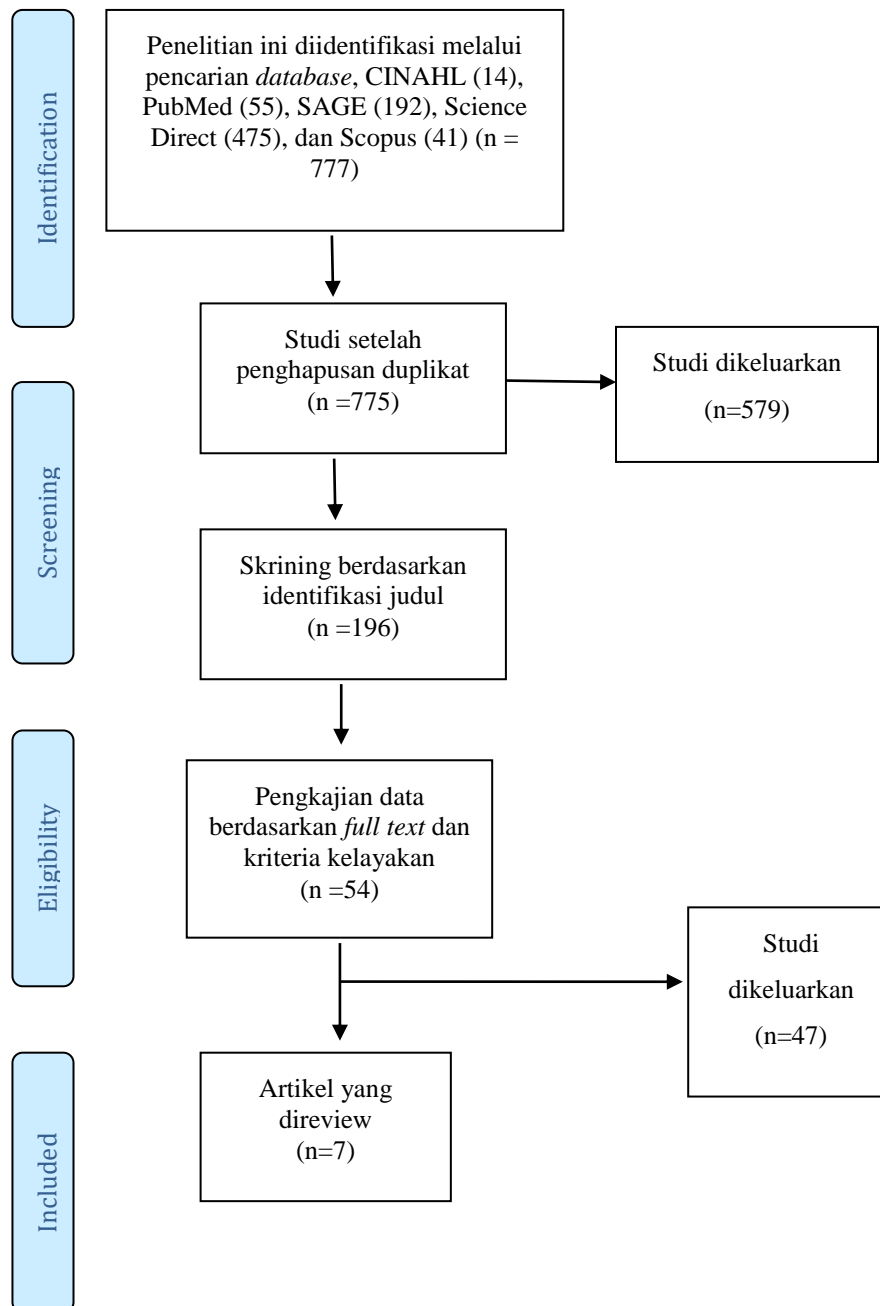 Identification
Penelitian ini diidentifikasi melalui
pencarian database, CINAHL (14),
PubMed (55), SAGE (192), Science
Direct (475), dan Scopus (41) (n =
777)
Studi setelah
penghapusan duplikat
(n =775)
Studi dikeluarkan
(n=579)
Screening
Skrining berdasarkan
identifikasi judul
(n =196)
Eligibility
Pengkajian data
berdasarkan full text dan
kriteria kelayakan
(n =54)
Studi
dikeluarkan
(n=47)
Included
Artikel yang
direview
(n=7)